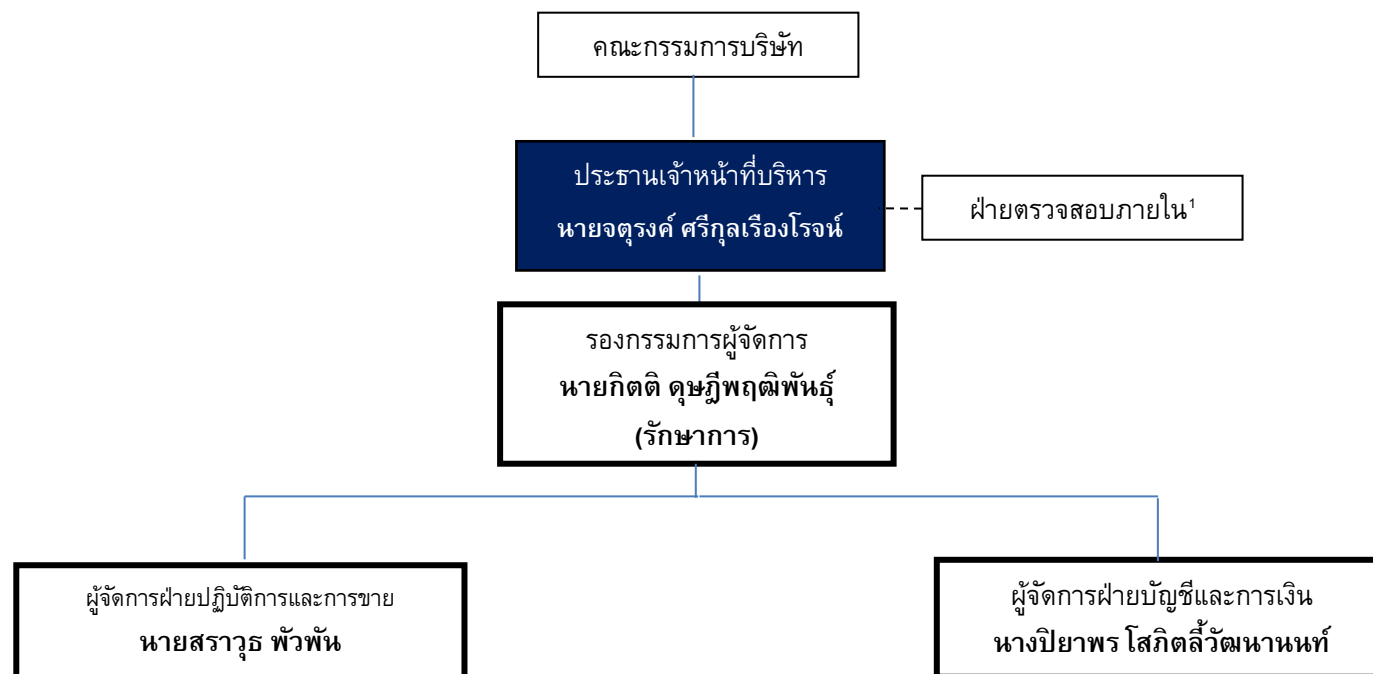 คณะกรรมการบริษัท
ประธานเจ้าหน้าที่บริหาร
นายจตุรงค์ ศรีกุลเรืองโรจน์
ฝ่ายตรวจสอบภายใน¹
รองกรรมการผู้จัดการ
นายกิตติ ดุษฎีพฤฒิพันธุ์
(รักษาการ)
ผู้จัดการฝ่ายปฏิบัติการและการขาย
นายสราวุธ พัวพัน
ผู้จัดการฝ่ายบัญชีและการเงิน
นางปิยาพร โสภิตลี้วัฒนานนท์